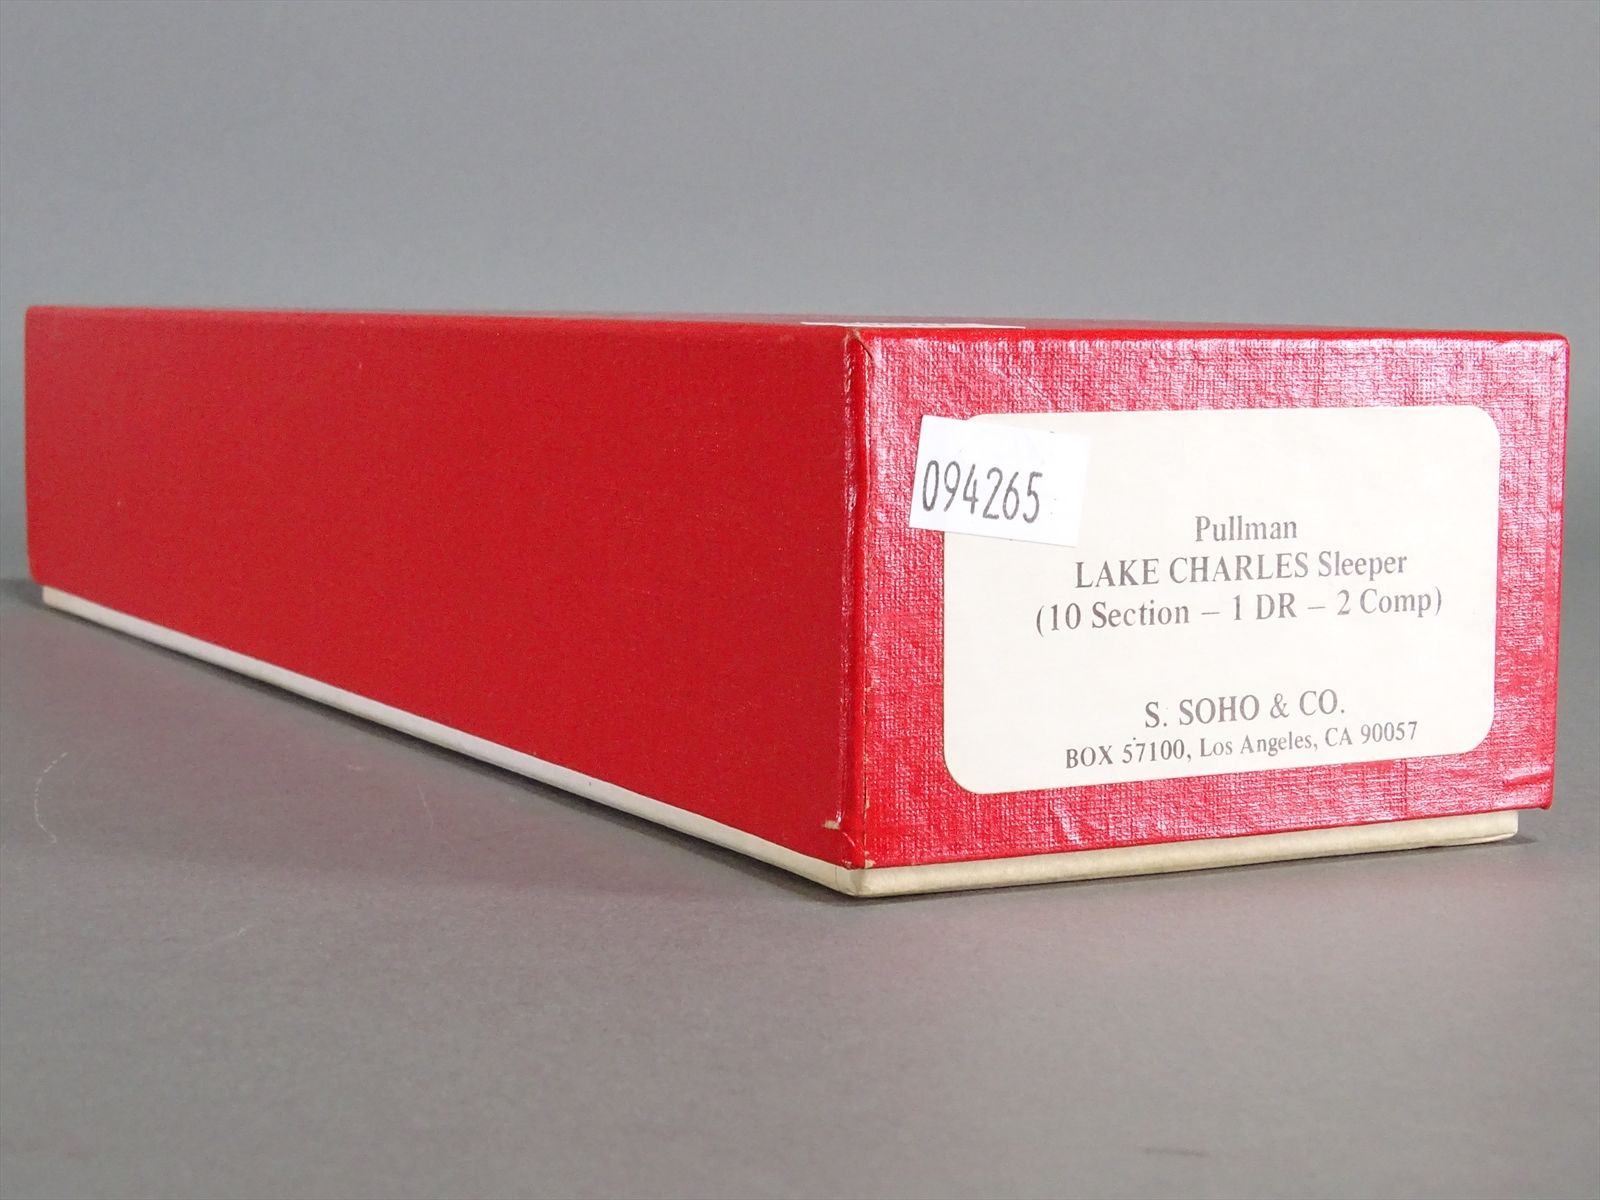 094265
Pullman
LAKE CHARLES Sleeper
(10 Section – 1 DR – 2 Comp)
S. SOHO & CO.
BOX 57100, Los Angeles, CA 90057